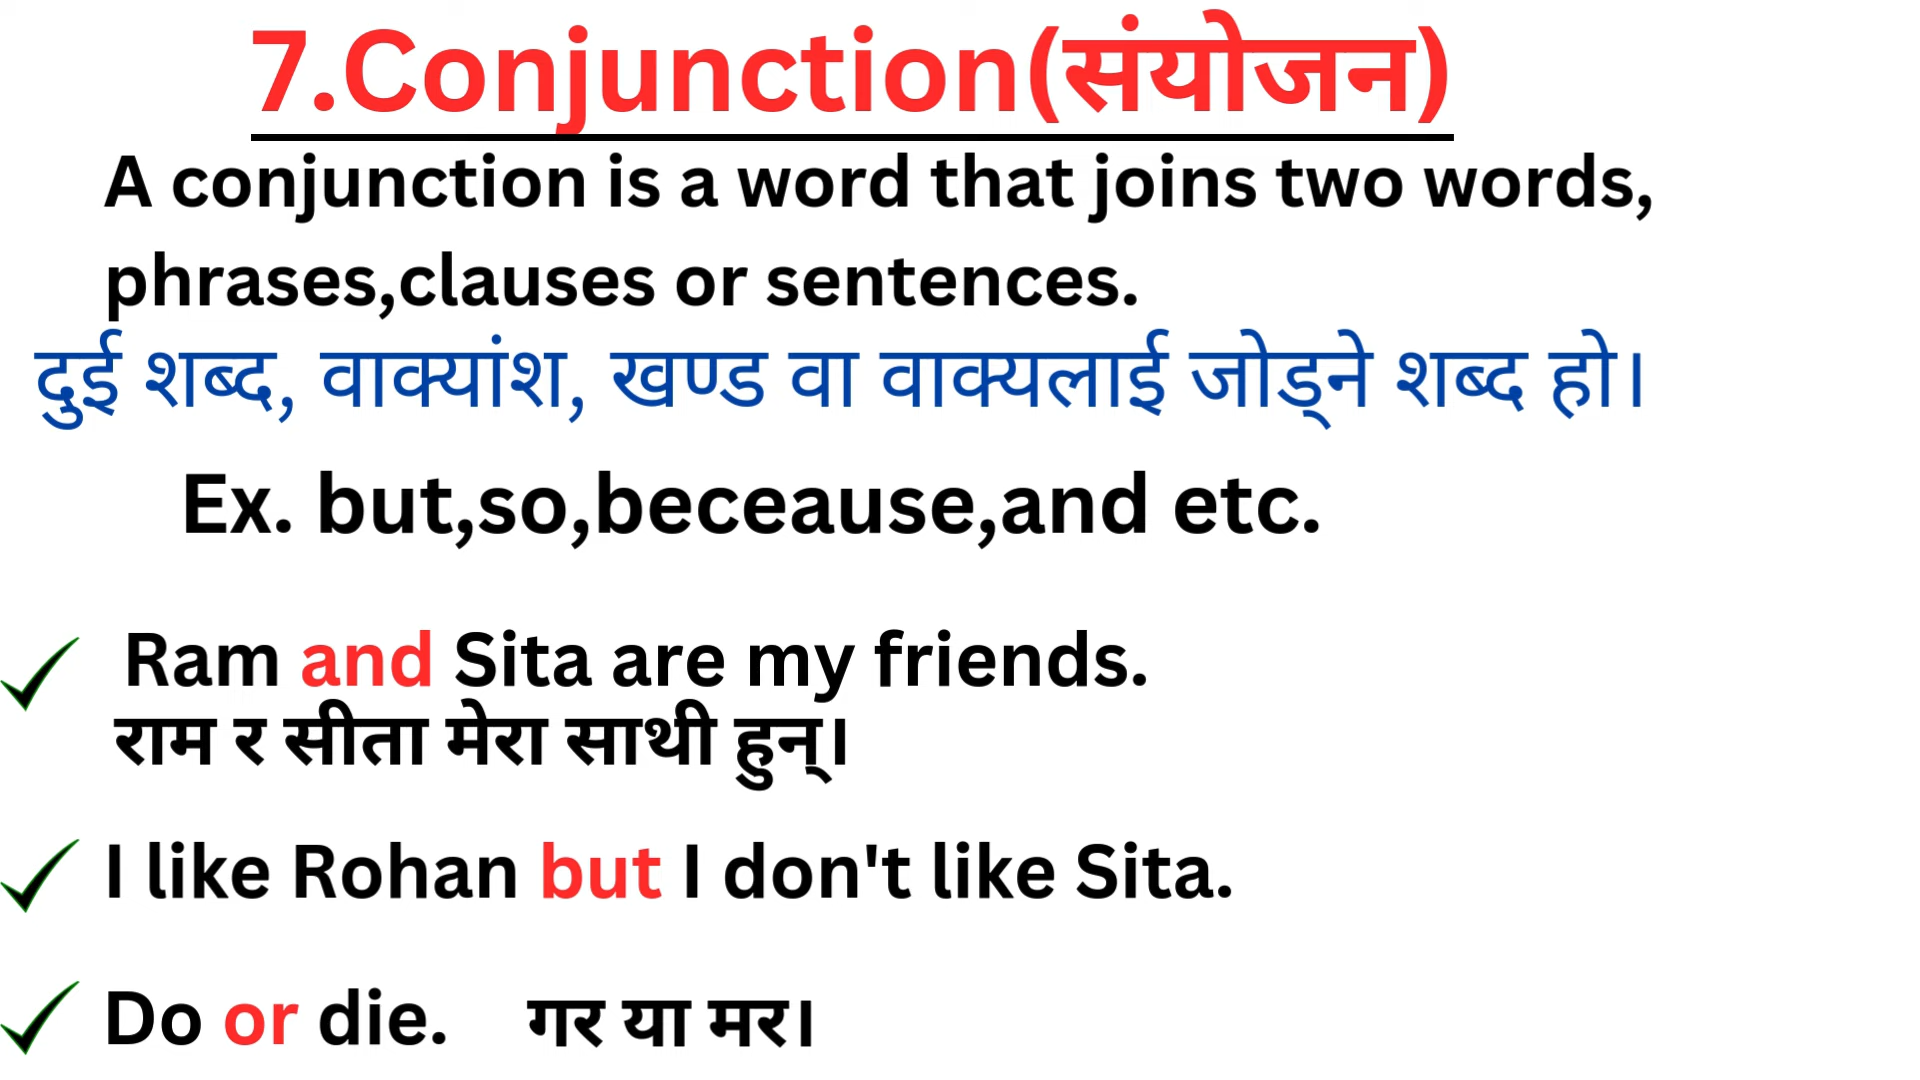 7.Conjunction(संयोजन)
A conjunction is a word that joins two words,
phrases,clauses or sentences.
दुई शब्द, वाक्यांश, खण्ड वा वाक्यलाई जोड्ने शब्द हो।
Ex. but,so,beceause,and etc.
Ram and Sita are my friends.
राम र सीता मेरा साथी हुन्।
I like Rohan but I don't like Sita.
Do or die. गर या मर।